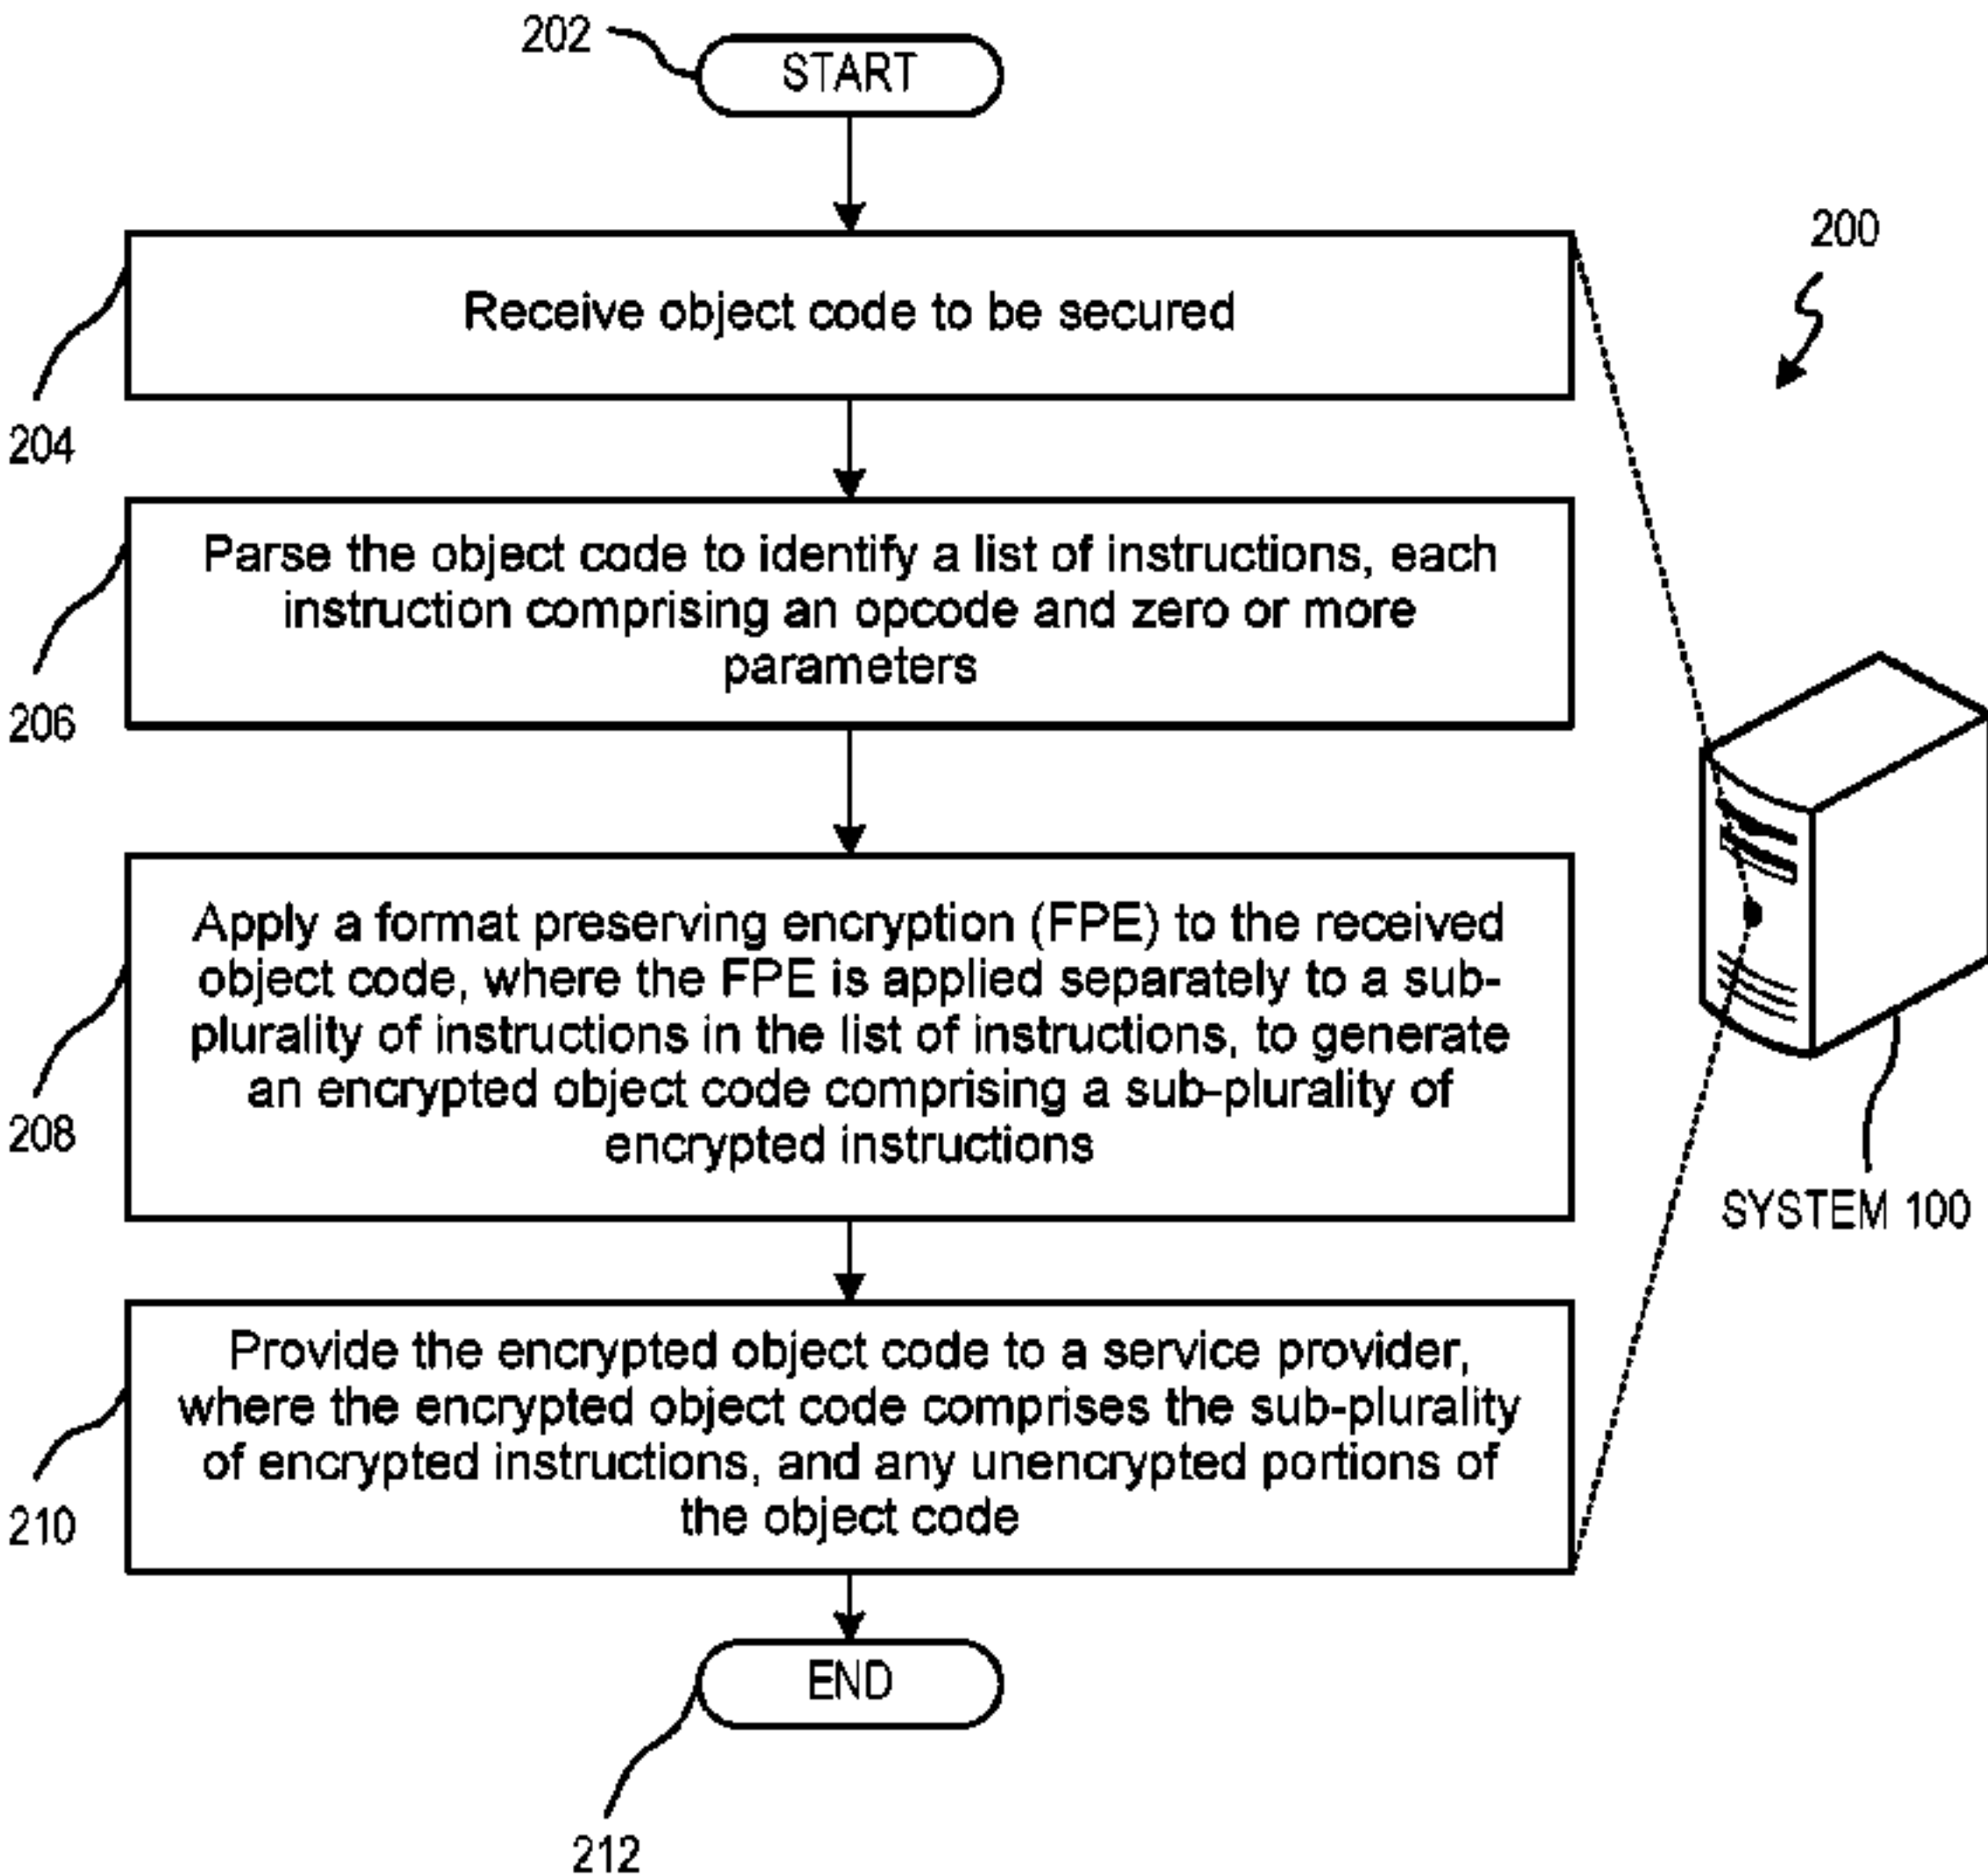 202
START
200
Receive object code to be secured
204
Parse the object code to identify a list of instructions, each
instruction comprising an opcode and zero or more
parameters
206
Apply a format preserving encryption (FPE) to the received
object code, where the FPE is applied separately to a sub-
plurality of instructions in the list of instructions, to generate
an encrypted object code comprising a sub-plurality of
encrypted instructions
208
SYSTEM 100
Provide the encrypted object code to a service provider,
where the encrypted object code comprises the sub-plurality
of encrypted instructions, and any unencrypted portions of
the object code
210
END
212